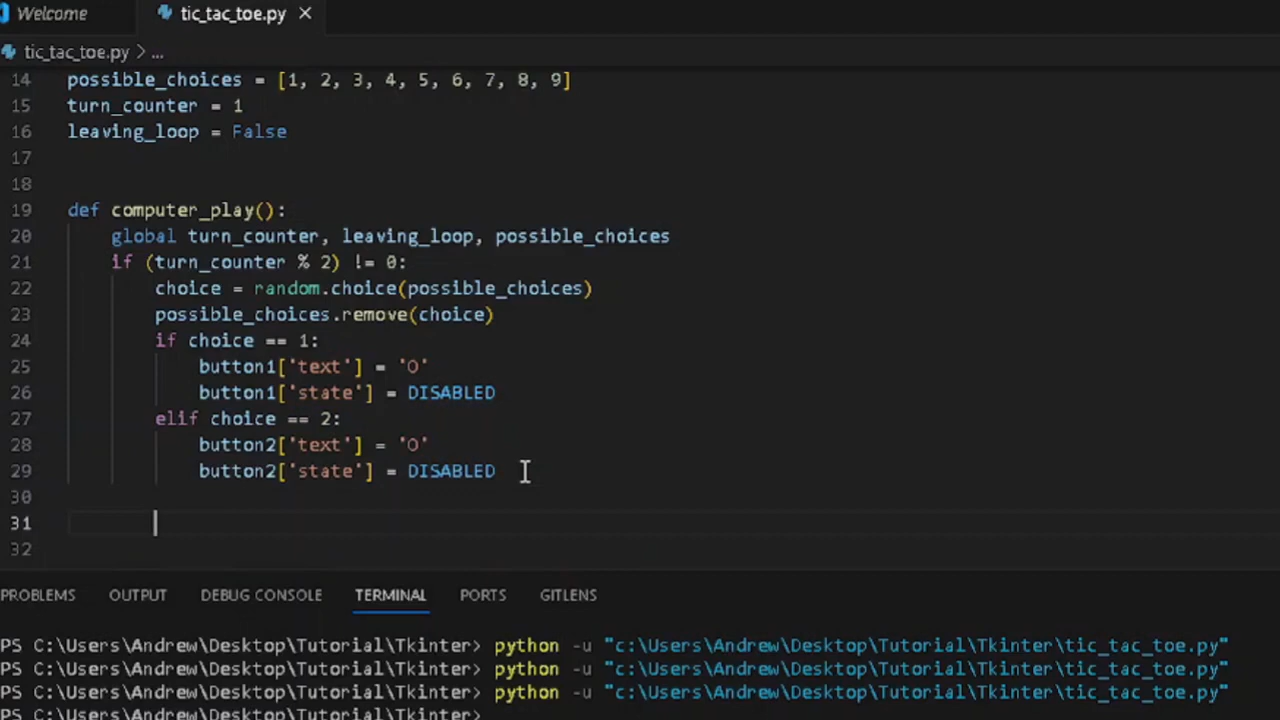 Welcome
tic_tac_toe.py ×
tic_tac_toe.py > ...
14 possible_choices = [1, 2, 3, 4, 5, 6, 7, 8, 9]
15 turn_counter = 1
16 leaving_loop = False
17
18
19 def computer_play():
20 global turn_counter, leaving_loop, possible_choices
21 if (turn_counter % 2) != 0:
22 choice = random.choice(possible_choices)
23 possible_choices.remove(choice)
24 if choice == 1:
25 button1['text'] = 'O'
26 button1['state'] = DISABLED
27 elif choice == 2:
28 button2['text'] = 'O'
29 button2['state'] = DISABLED
30
31
32
PROBLEMS OUTPUT DEBUG CONSOLE TERMINAL PORTS GITLENS
PS C:\Users\Andrew\Desktop\Tutorial\Tkinter> python -u "c:\Users\Andrew\Desktop\Tutorial\Tkinter\tic_tac_toe.py"
PS C:\Users\Andrew\Desktop\Tutorial\Tkinter> python -u "c:\Users\Andrew\Desktop\Tutorial\Tkinter\tic_tac_toe.py"
PS C:\Users\Andrew\Desktop\Tutorial\Tkinter> python -u "c:\Users\Andrew\Desktop\Tutorial\Tkinter\tic_tac_toe.py"
PS C:\Users\Andrew\Desktop\Tutorial\Tkinter>